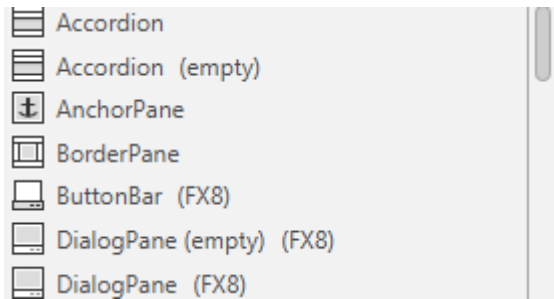 Accordion
Accordion (empty)
AnchorPane
BorderPane
ButtonBar (FX8)
DialogPane (empty) (FX8)
DialogPane (FX8)